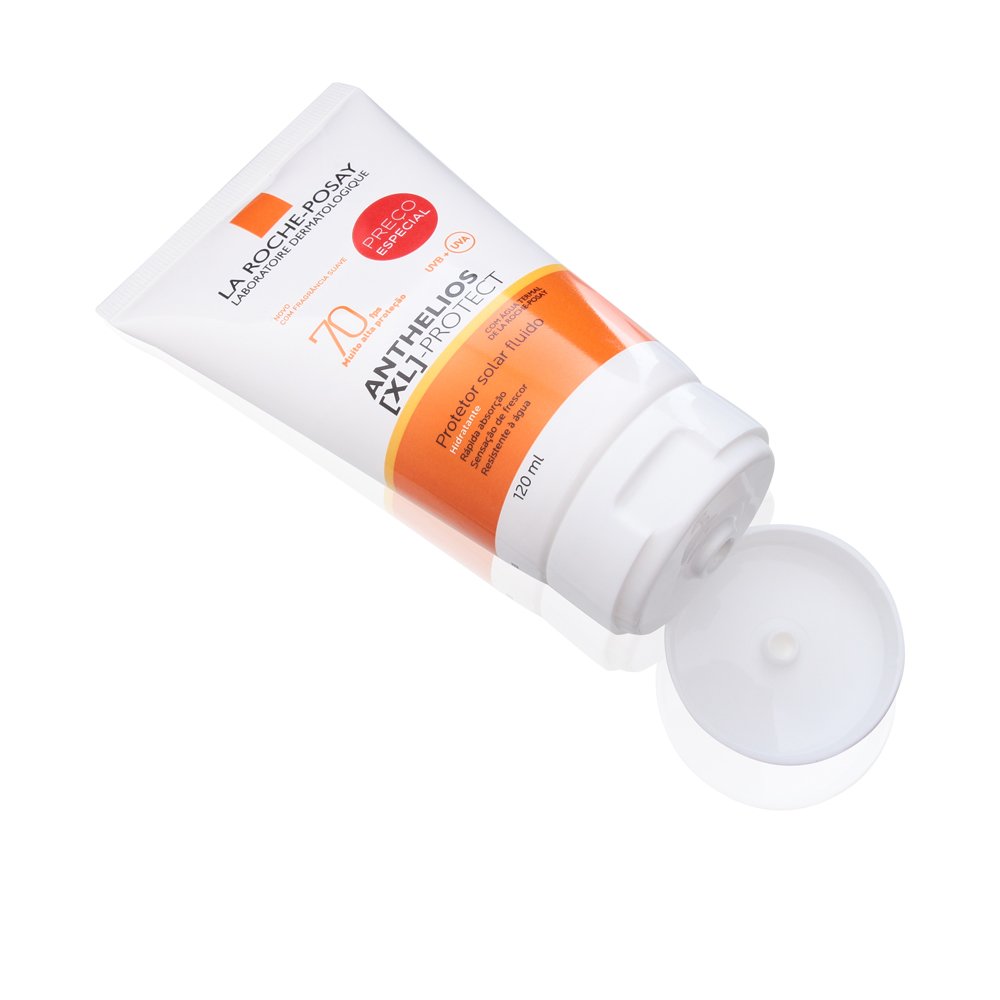 LA ROCHE-POSAY
LABORATOIRE DERMATOLOGIQUE
PREÇO
ESPECIAL
NOVO
COM FRAGRÂNCIA SUAVE
70 fps
Muito alta proteção
UVB + UVA
ANTHELIOS
[XL]-PROTECT
COM ÁGUA TERMAL
DE LA ROCHE-POSAY
Protetor solar fluido
Hidratante
Rápida absorção
Sensação de frescor
Resistente à água
120 ml